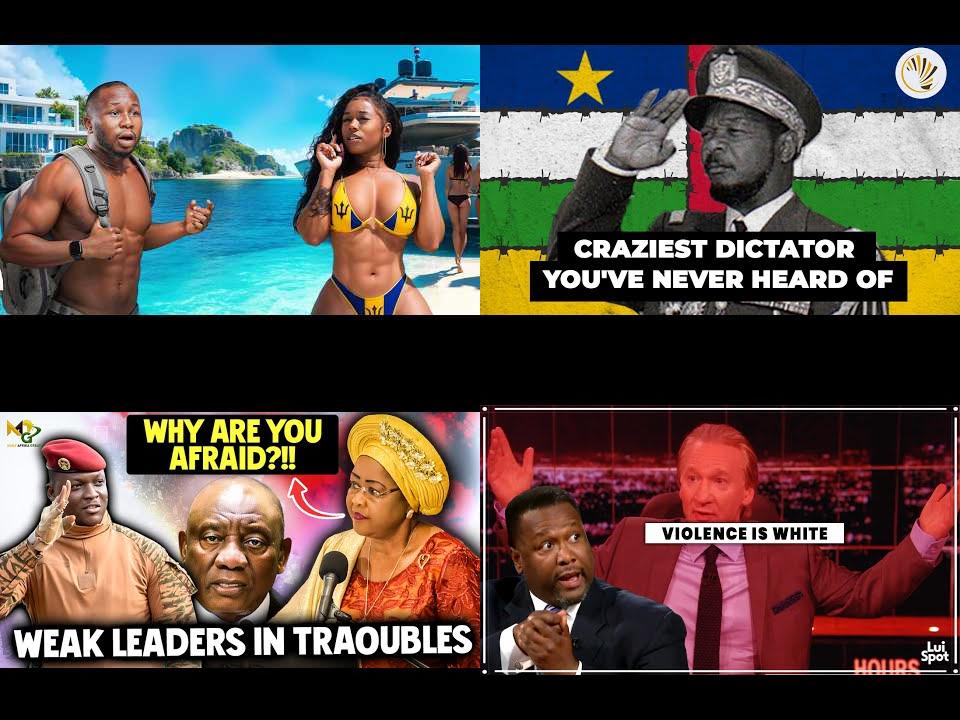 CRAZIEST DICTATOR
YOU'VE NEVER HEARD OF
WHY ARE YOU
AFRAID?!!
WEAK LEADERS IN TRAOUBLES
VIOLENCE IS WHITE
HOURS
Lui
Spot